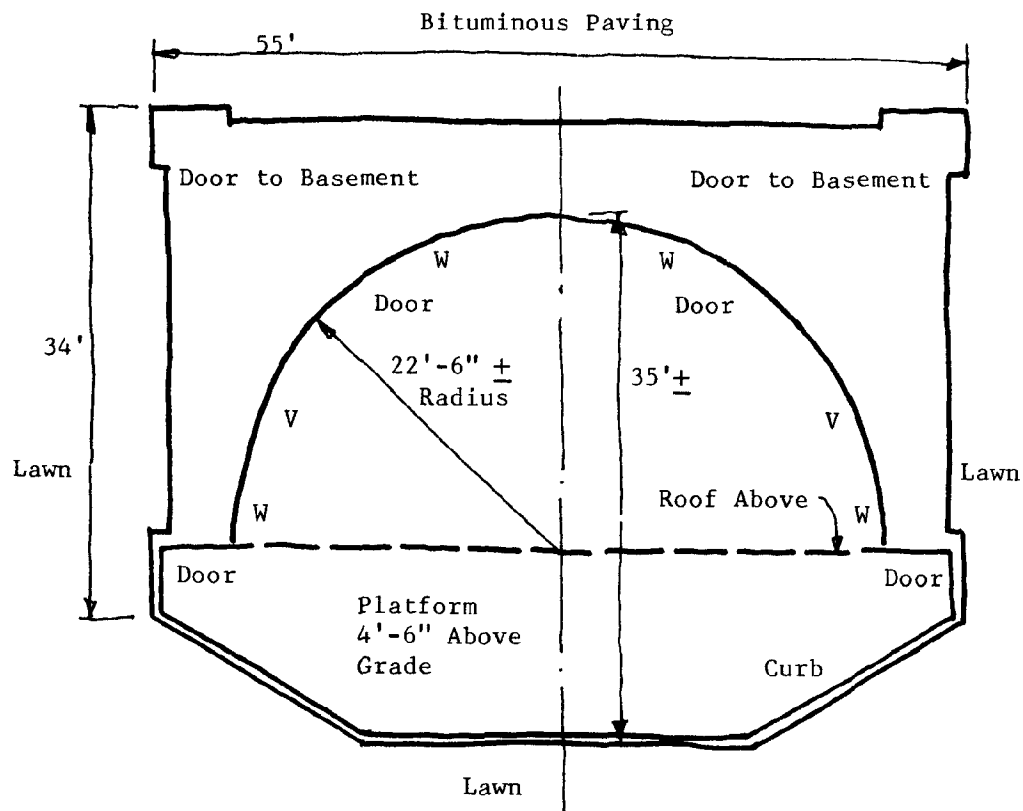 Bituminous Paving
55'
Door to Basement
Door to Basement
W
W
Door
Door
34'
22'-6" ±
Radius
35'±
V
V
Lawn
Lawn
Roof Above
W
W
Door
Door
Platform
4'-6" Above
Grade
Curb
Lawn